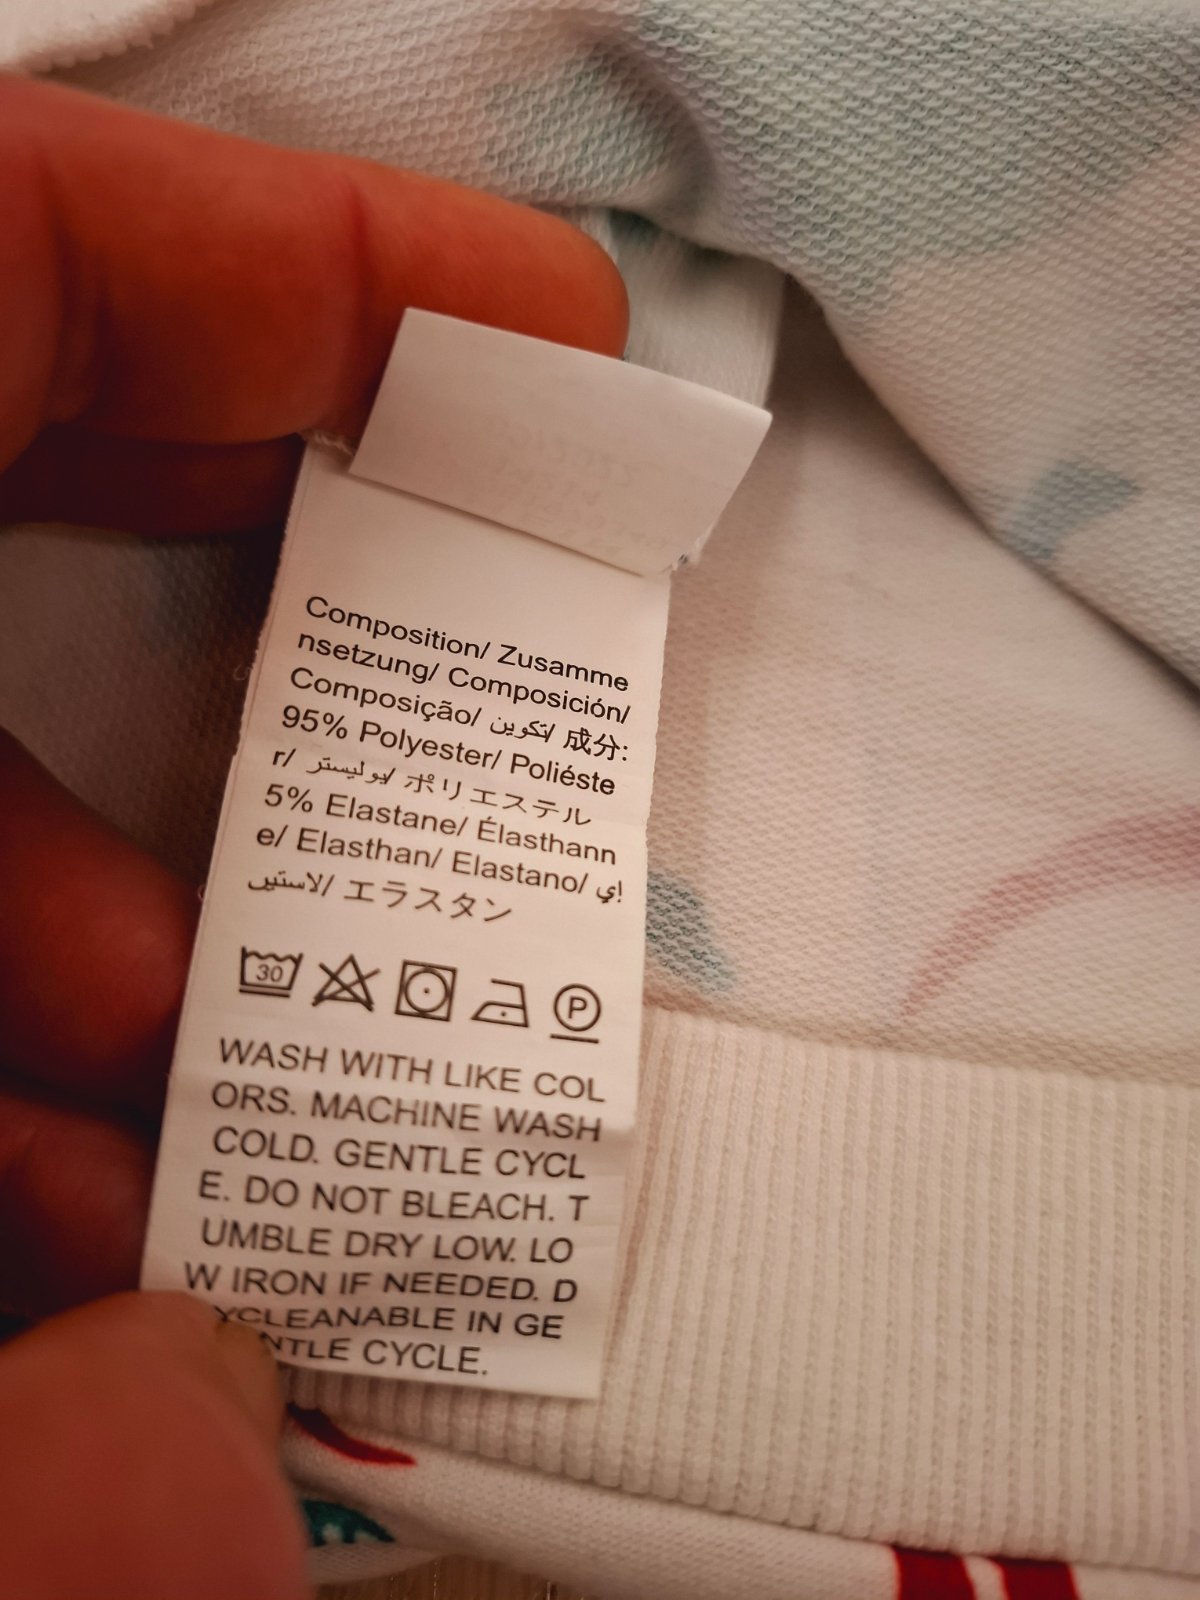 Composition/ Zusamme
nsetzung/ Composición/
Composição/ تكوين/ 成分:
95% Polyester/ Poliéste
r/ بوليستر/ ポリエステル
5% Elastane/ Élasthann
e/ Elasthan/ Elastano/ إي
لاستين/ エラスタン
30
P
WASH WITH LIKE COL
ORS. MACHINE WASH
COLD. GENTLE CYCL
E. DO NOT BLEACH. T
UMBLE DRY LOW. LO
W IRON IF NEEDED. D
YCLEANABLE IN GE
NTLE CYCLE.